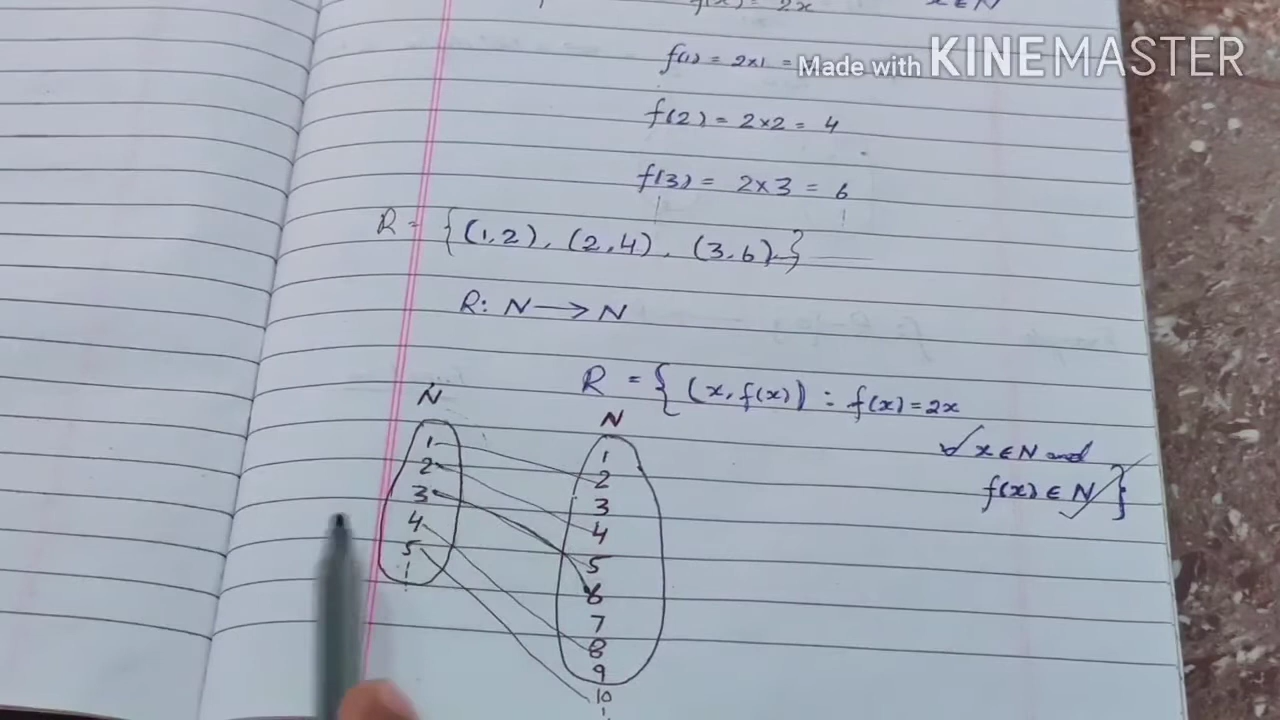 f(x) = 2x x ∈ N
f(1) = 2×1 =
Made with KINEMASTER
f(2) = 2×2 = 4
f(3) = 2×3 = 6
R = {(1,2), (2,4), (3,6)}
R: N → N
R = {(x, f(x)) : f(x) = 2x
∀ x ∈ N and
f(x) ∈ N}
N
1
2
3
4
5
N
1
2
3
4
5
6
7
8
9
10